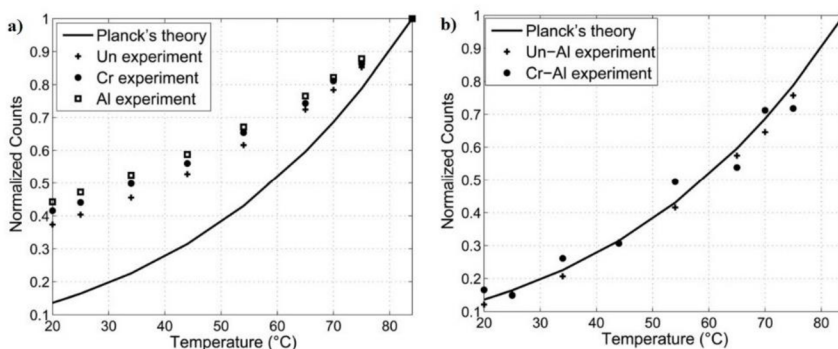 a)
Planck's theory
Un experiment
Cr experiment
Al experiment
Normalized Counts
1
0.9
0.8
0.7
0.6
0.5
0.4
0.3
0.2
0.1
20 30 40 50 60 70 80
Temperature (°C)
b)
Planck's theory
Un-Al experiment
Cr-Al experiment
Normalized Counts
1
0.9
0.8
0.7
0.6
0.5
0.4
0.3
0.2
0.1
20 30 40 50 60 70 80
Temperature (°C)